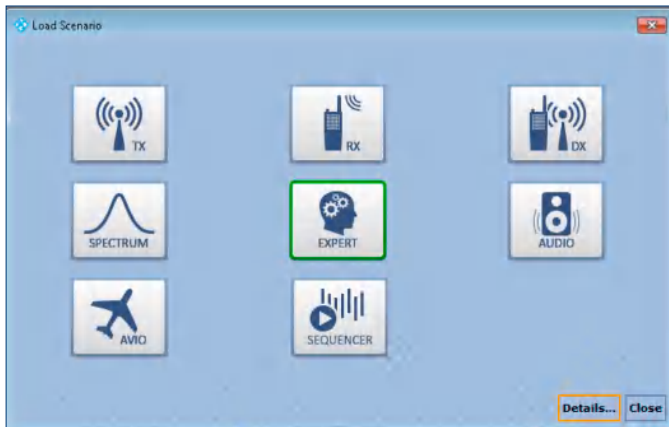 Load Scenario
TX
RX
DX
SPECTRUM
EXPERT
AUDIO
AVIO
SEQUENCER
Details... Close